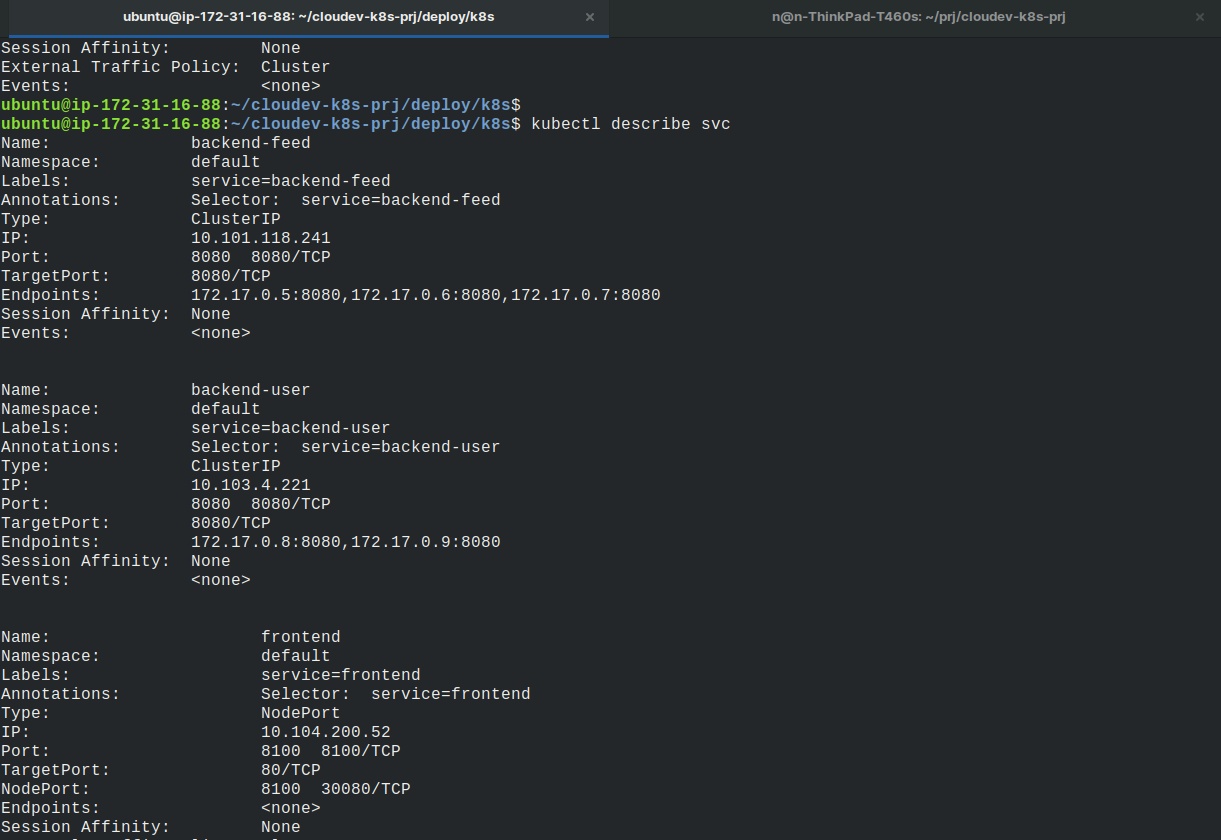 ubuntu@ip-172-31-16-88: ~/cloudev-k8s-prj/deploy/k8s × n@n-ThinkPad-T460s: ~/prj/cloudev-k8s-prj ×
Session Affinity:         None
External Traffic Policy:  Cluster
Events:                   <none>
ubuntu@ip-172-31-16-88:~/cloudev-k8s-prj/deploy/k8s$
ubuntu@ip-172-31-16-88:~/cloudev-k8s-prj/deploy/k8s$ kubectl describe svc
Name:              backend-feed
Namespace:         default
Labels:            service=backend-feed
Annotations:       Selector:  service=backend-feed
Type:              ClusterIP
IP:                10.101.118.241
Port:              8080  8080/TCP
TargetPort:        8080/TCP
Endpoints:         172.17.0.5:8080,172.17.0.6:8080,172.17.0.7:8080
Session Affinity:  None
Events:            <none>
Name:              backend-user
Namespace:         default
Labels:            service=backend-user
Annotations:       Selector:  service=backend-user
Type:              ClusterIP
IP:                10.103.4.221
Port:              8080  8080/TCP
TargetPort:        8080/TCP
Endpoints:         172.17.0.8:8080,172.17.0.9:8080
Session Affinity:  None
Events:            <none>
Name:                     frontend
Namespace:                default
Labels:                   service=frontend
Annotations:              Selector:  service=frontend
Type:                     NodePort
IP:                       10.104.200.52
Port:                     8100  8100/TCP
TargetPort:               80/TCP
NodePort:                 8100  30080/TCP
Endpoints:                <none>
Session Affinity:         None